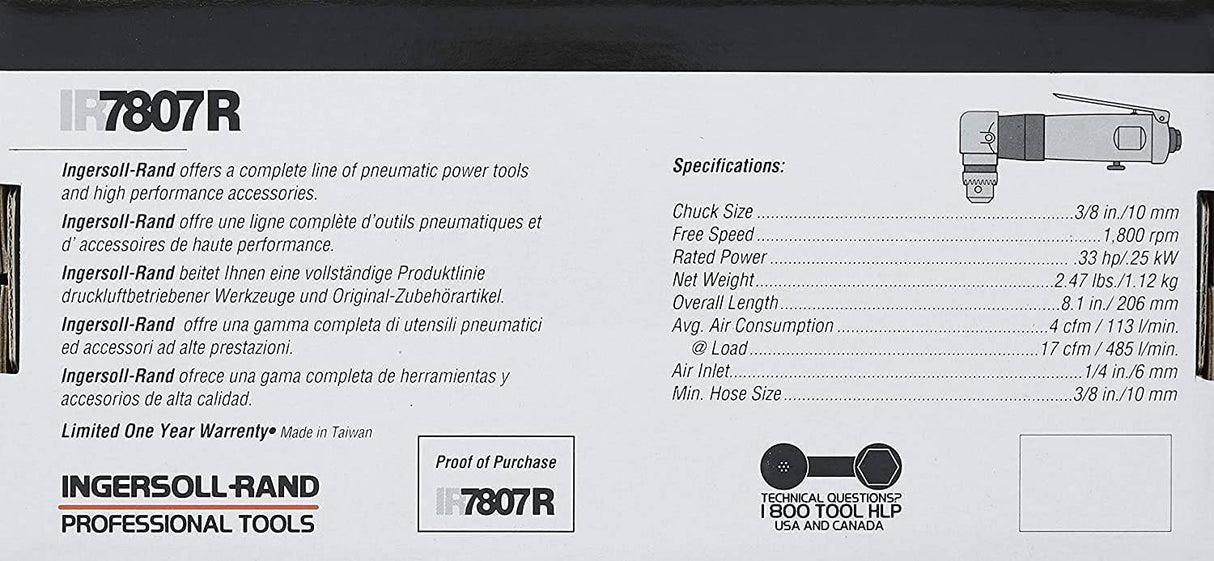 IR7807R
Ingersoll-Rand offers a complete line of pneumatic power tools
and high performance accessories.
Ingersoll-Rand offre une ligne complète d'outils pneumatiques et
d' accessoires de haute performance.
Ingersoll-Rand beitet Ihnen eine vollständige Produktlinie
druckluftbetriebener Werkzeuge und Original-Zubehörartikel.
Ingersoll-Rand offre una gamma completa di utensili pneumatici
ed accessori ad alte prestazioni.
Ingersoll-Rand ofrece una gama completa de herramientas y
accesorios de alta calidad.
Limited One Year Warrenty• Made in Taiwan
INGERSOLL-RAND
PROFESSIONAL TOOLS
Proof of Purchase
IR7807R
Specifications:
Chuck Size 3/8 in./10 mm
Free Speed 1,800 rpm
Rated Power .33 hp/.25 kW
Net Weight 2.47 lbs./1.12 kg
Overall Length 8.1 in./ 206 mm
Avg. Air Consumption 4 cfm / 113 l/min.
@ Load 17 cfm / 485 l/min.
Air Inlet 1/4 in./6 mm
Min. Hose Size 3/8 in./10 mm
TECHNICAL QUESTIONS?
1 800 TOOL HLP
USA AND CANADA